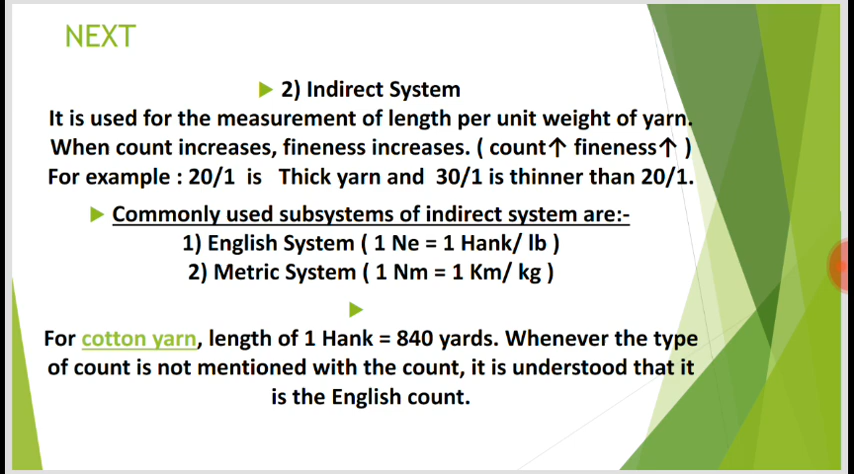 NEXT
2) Indirect System
It is used for the measurement of length per unit weight of yarn.
When count increases, fineness increases. ( count↑ fineness↑ )
For example : 20/1 is Thick yarn and 30/1 is thinner than 20/1.
Commonly used subsystems of indirect system are:-
1) English System ( 1 Ne = 1 Hank/ lb )
2) Metric System ( 1 Nm = 1 Km/ kg )
For cotton yarn, length of 1 Hank = 840 yards. Whenever the type
of count is not mentioned with the count, it is understood that it
is the English count.